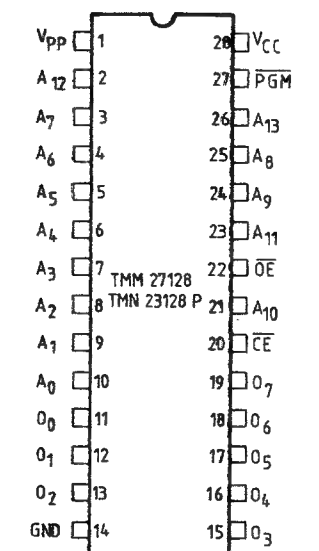 VPP 1 28 VCC
A12 2 27 PGM
A7 3 26 A13
A6 4 25 A8
A5 5 24 A9
A4 6 23 A11
A3 7 22 OE
TMM 27128
TMN 23128 P
A2 8 21 A10
A1 9 20 CE
A0 10 19 O7
O0 11 18 O6
O1 12 17 O5
O2 13 16 O4
GND 14 15 O3